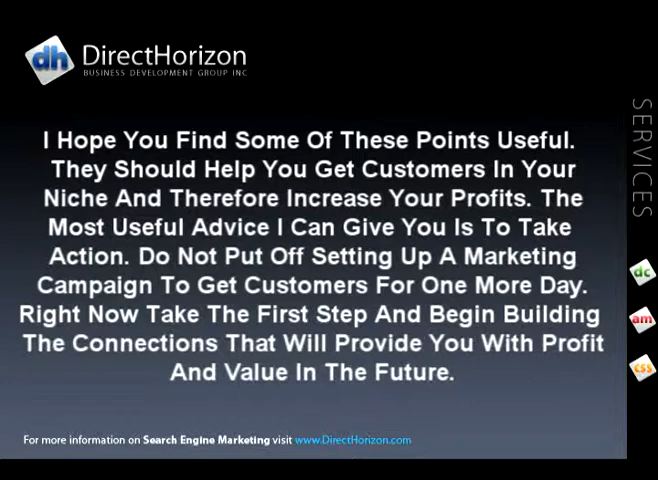 dh DirectHorizon
BUSINESS DEVELOPMENT GROUP INC
I Hope You Find Some Of These Points Useful.
They Should Help You Get Customers In Your
Niche And Therefore Increase Your Profits. The
Most Useful Advice I Can Give You Is To Take
Action. Do Not Put Off Setting Up A Marketing
Campaign To Get Customers For One More Day.
Right Now Take The First Step And Begin Building
The Connections That Will Provide You With Profit
And Value In The Future.
SERVICES
dc
am
css
For more information on Search Engine Marketing visit www.DirectHorizon.com